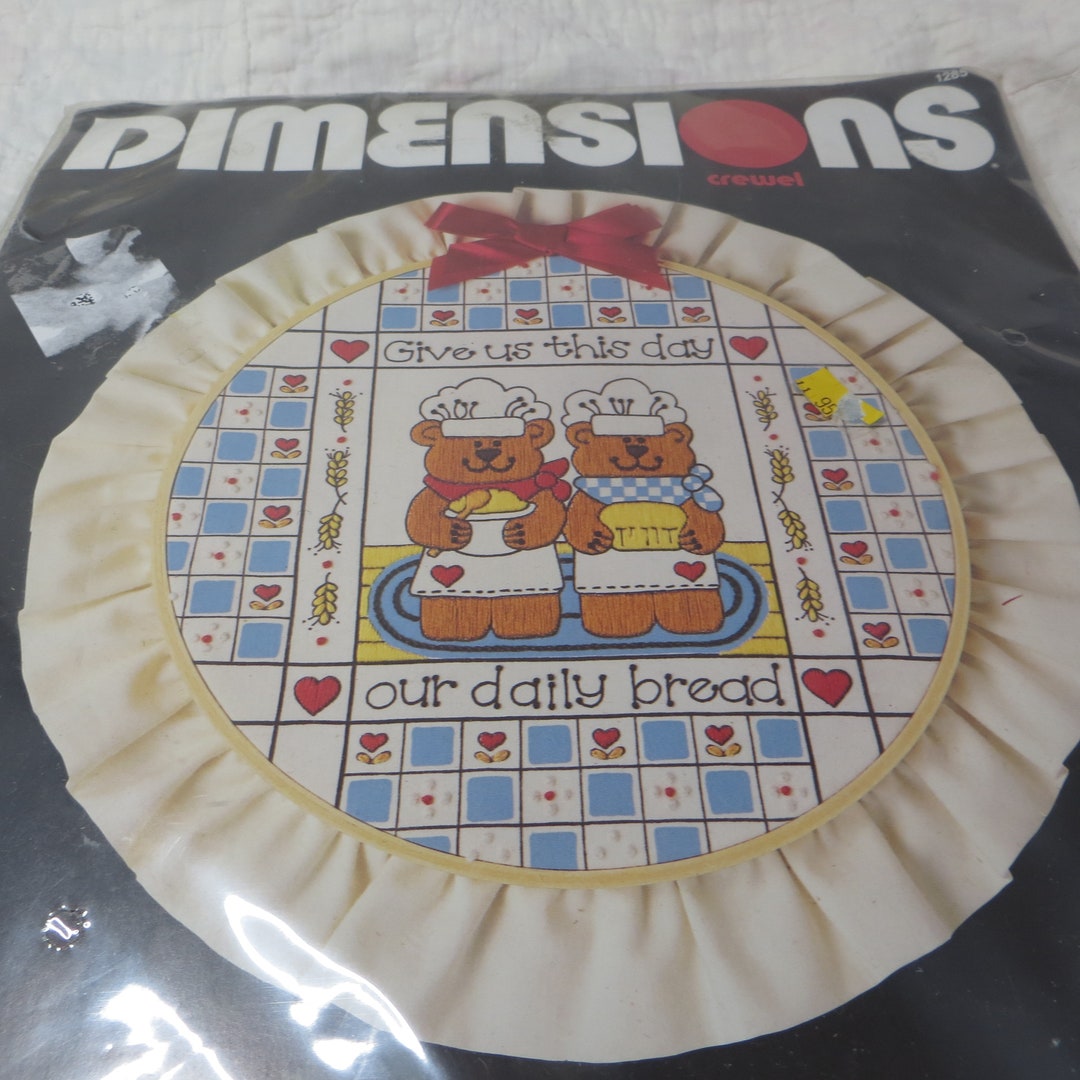 1285
DIMENSIONS
crewel
Give us this day
our daily bread